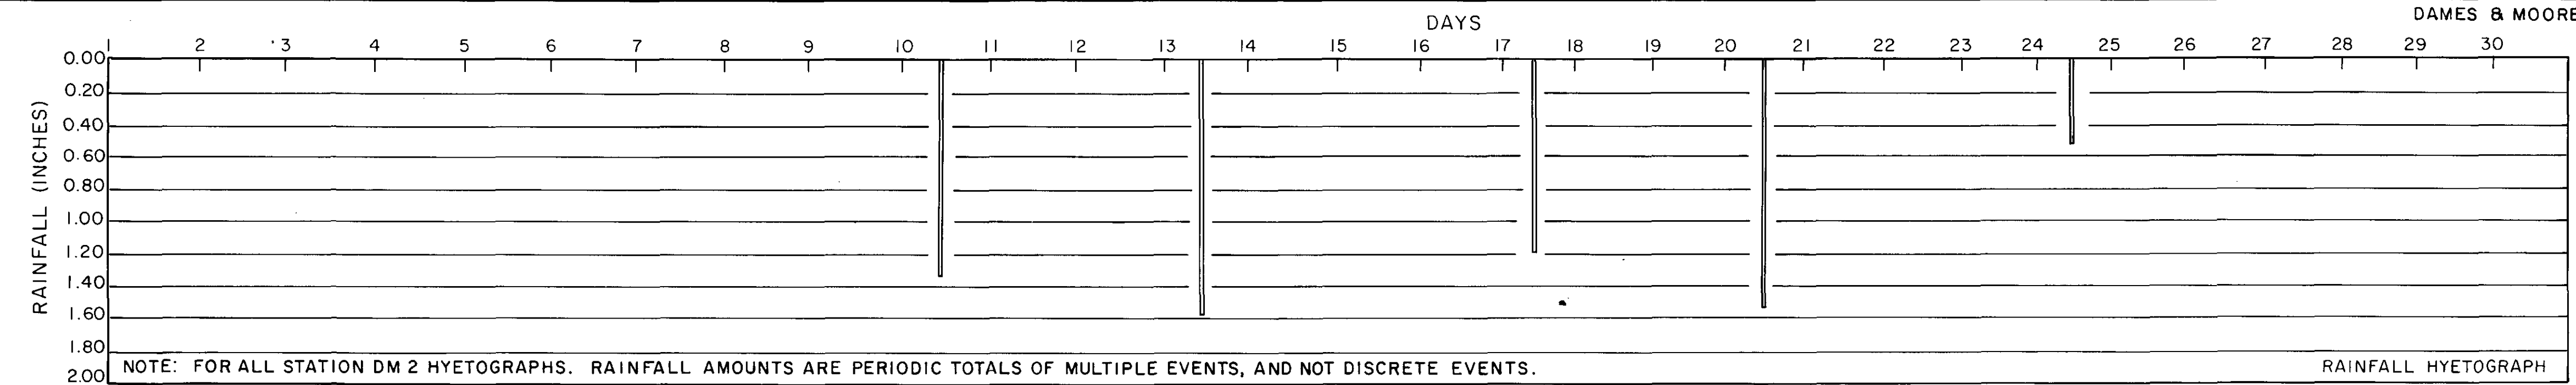 DAYS
DAMES & MOORE
1 2 3 4 5 6 7 8 9 10 11 12 13 14 15 16 17 18 19 20 21 22 23 24 25 26 27 28 29 30
RAINFALL (INCHES)
0.00
0.20
0.40
0.60
0.80
1.00
1.20
1.40
1.60
1.80
2.00
NOTE: FOR ALL STATION DM 2 HYETOGRAPHS. RAINFALL AMOUNTS ARE PERIODIC TOTALS OF MULTIPLE EVENTS, AND NOT DISCRETE EVENTS.
RAINFALL HYETOGRAPH